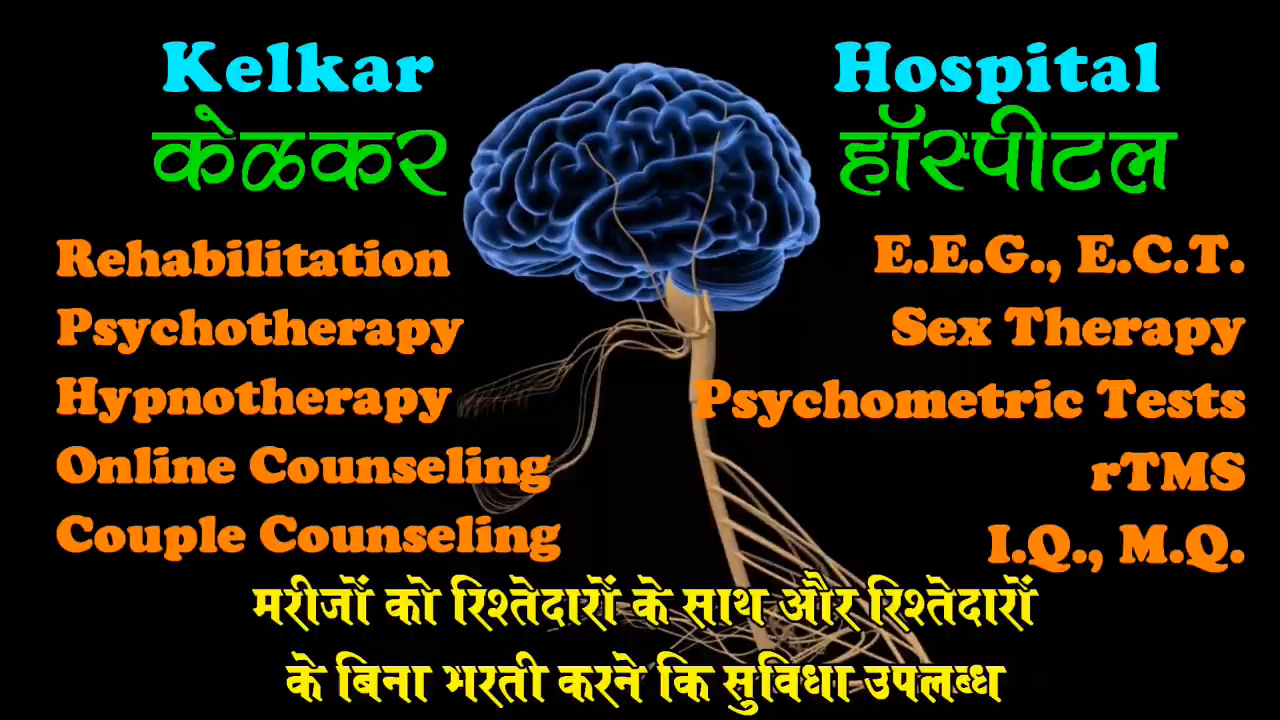 Kelkar Hospital
केळकर हॉस्पीटल
Rehabilitation
Psychotherapy
Hypnotherapy
Online Counseling
Couple Counseling
E.E.G., E.C.T.
Sex Therapy
Psychometric Tests
rTMS
I.Q., M.Q.
मरीजों को रिश्तेदारों के साथ और रिश्तेदारों
के बिना भरती करने कि सुविधा उपलब्ध